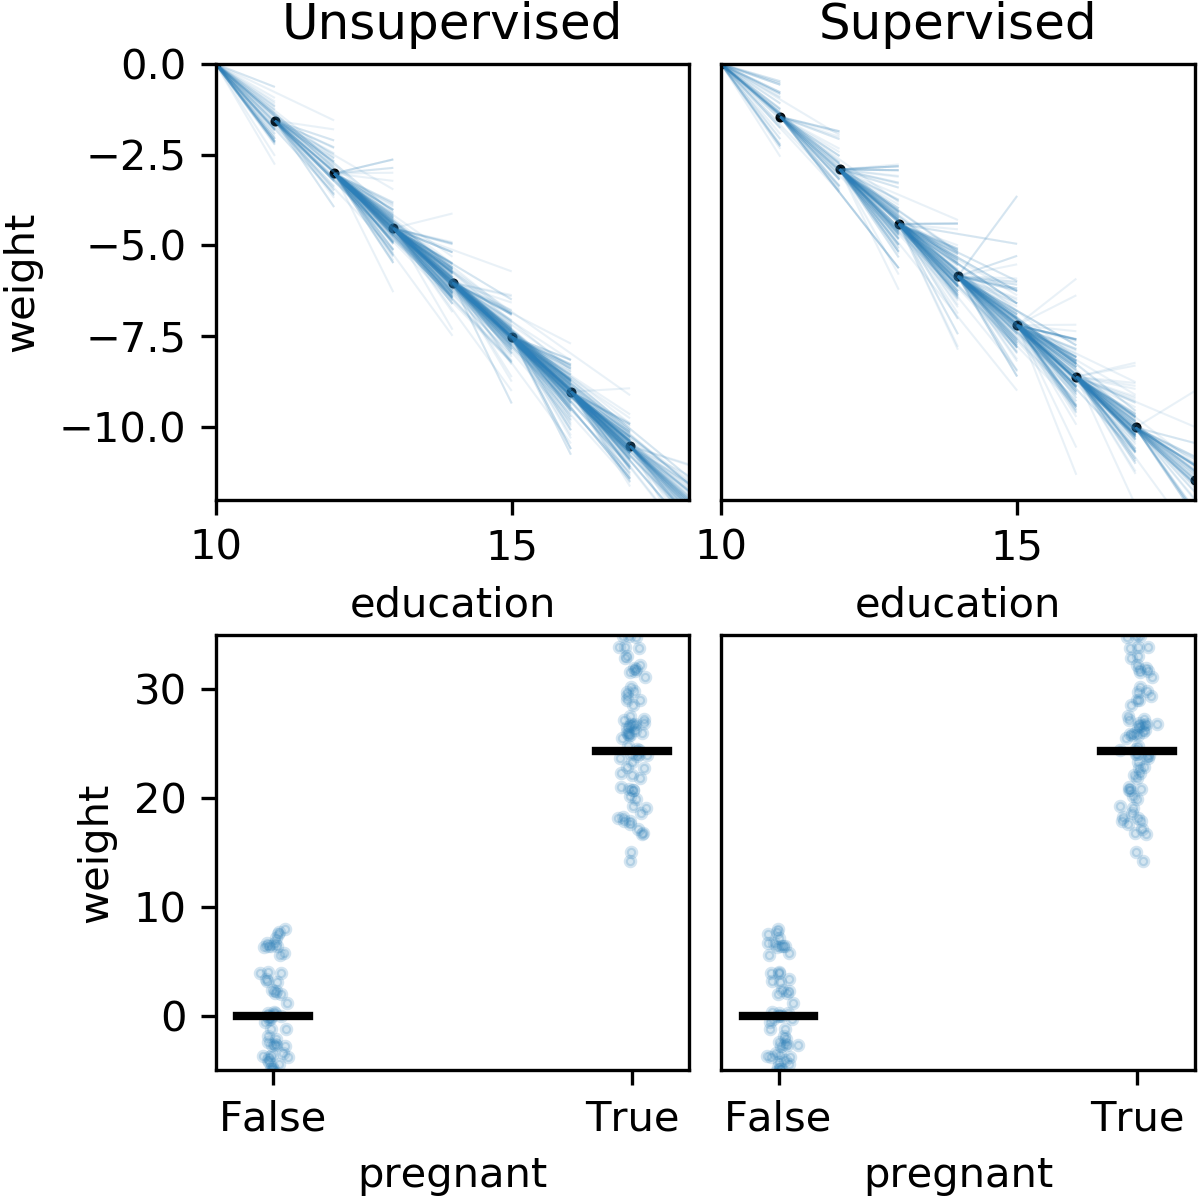 Unsupervised
Supervised
0.0
−2.5
−5.0
−7.5
−10.0
weight
10 15
10 15
education
education
30
20
10
0
weight
False True
False True
pregnant
pregnant